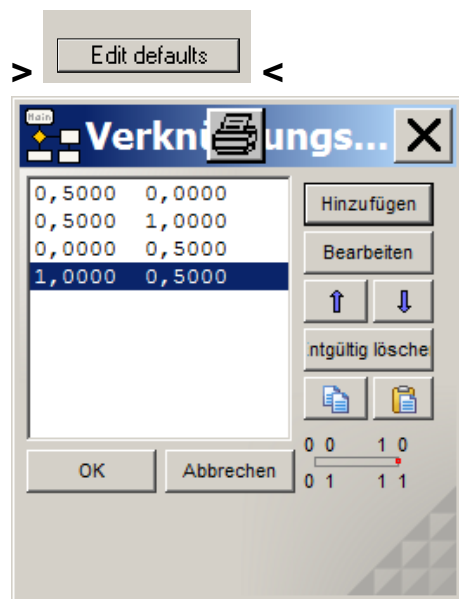 > Edit defaults <
Main
Verkn ungs... X
0,5000 0,0000
0,5000 1,0000
0,0000 0,5000
1,0000 0,5000
Hinzufügen
Bearbeiten
ntgültig lösche
OK
Abbrechen
0 0 1 0
0 1 1 1